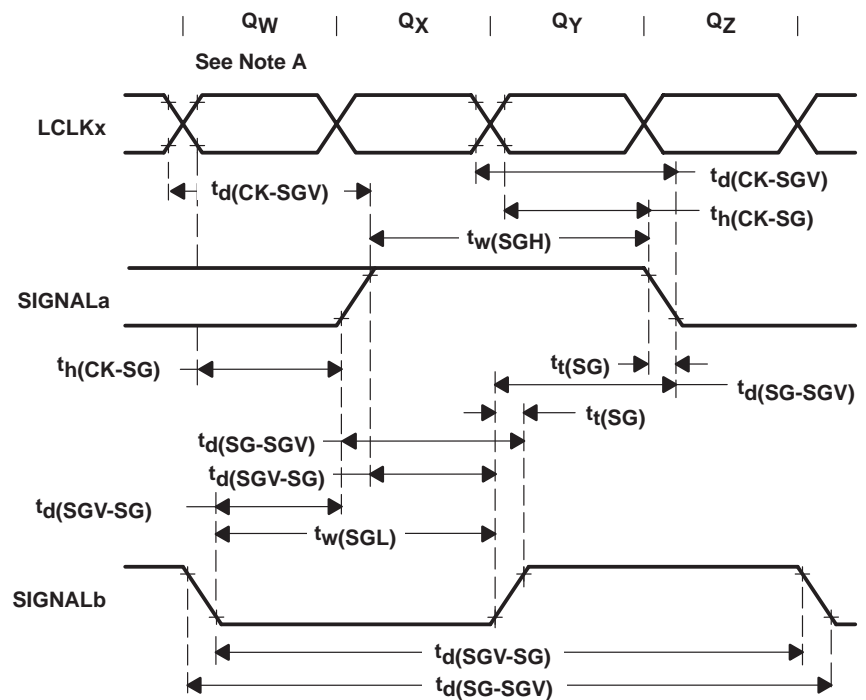 QW | QX | QY | QZ
See Note A
LCLKx
td(CK-SGV) td(CK-SGV)
th(CK-SG)
tw(SGH)
SIGNALa
th(CK-SG) tt(SG)
td(SG-SGV)
tt(SG)
td(SG-SGV)
td(SGV-SG)
td(SGV-SG)
tw(SGL)
SIGNALb
td(SGV-SG)
td(SG-SGV)